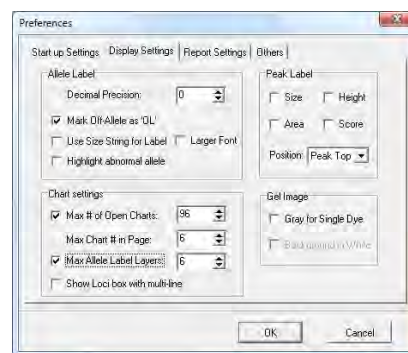 Preferences
Start up Settings Display Settings Report Settings Others
Allele Label
Decimal Precision: 0
Mark Off-Allele as 'OL'
Use Size String for Label Larger Font
Highlight abnormal allele
Peak Label
Size Height
Area Score
Position: Peak Top
Chart settings
Max # of Open Charts: 96
Max Chart # in Page: 6
Max Allele Label Layers: 6
Show Loci box with multi-line
Gel Image
Gray for Single Dye
Background in White
OK Cancel